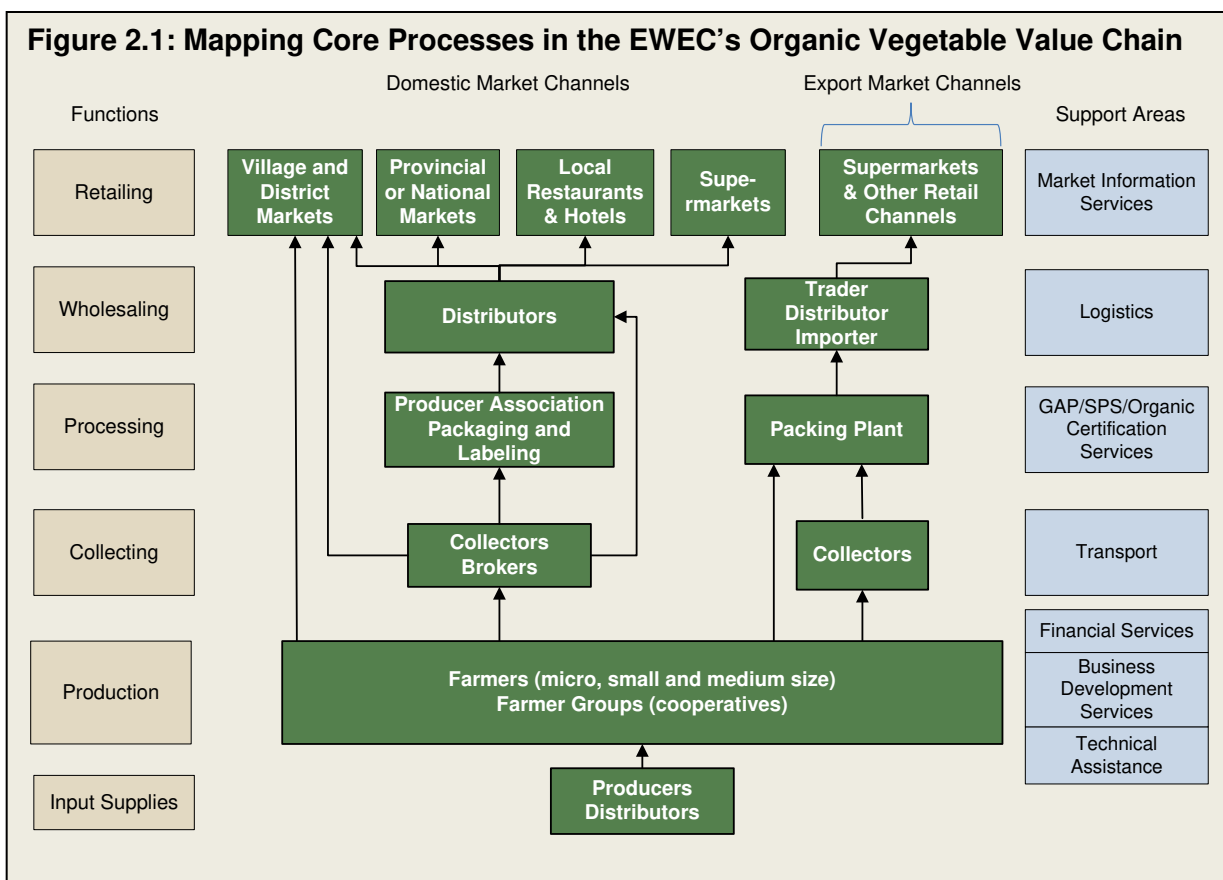 Figure 2.1: Mapping Core Processes in the EWEC's Organic Vegetable Value Chain
Domestic Market Channels
Export Market Channels
Functions
Support Areas
Retailing
Village and
District
Markets
Provincial
or National
Markets
Local
Restaurants
& Hotels
Supe-
rmarkets
Supermarkets
& Other Retail
Channels
Market Information
Services
Wholesaling
Distributors
Trader
Distributor
Importer
Logistics
Processing
Producer Association
Packaging and
Labeling
Packing Plant
GAP/SPS/Organic
Certification
Services
Collecting
Collectors
Brokers
Collectors
Transport
Financial Services
Production
Farmers (micro, small and medium size)
Farmer Groups (cooperatives)
Business
Development
Services
Technical
Assistance
Input Supplies
Producers
Distributors